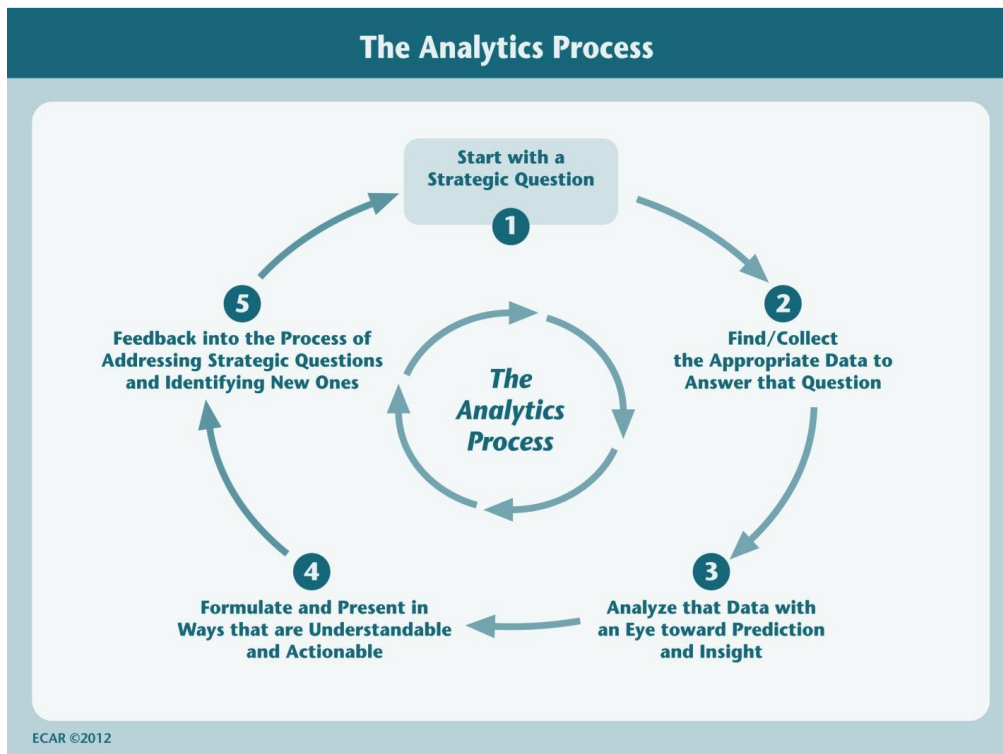 The Analytics Process
Start with a
Strategic Question
1
2
Find/Collect
the Appropriate Data to
Answer that Question
3
Analyze that Data with
an Eye toward Prediction
and Insight
4
Formulate and Present in
Ways that are Understandable
and Actionable
5
Feedback into the Process of
Addressing Strategic Questions
and Identifying New Ones
The
Analytics
Process
ECAR ©2012